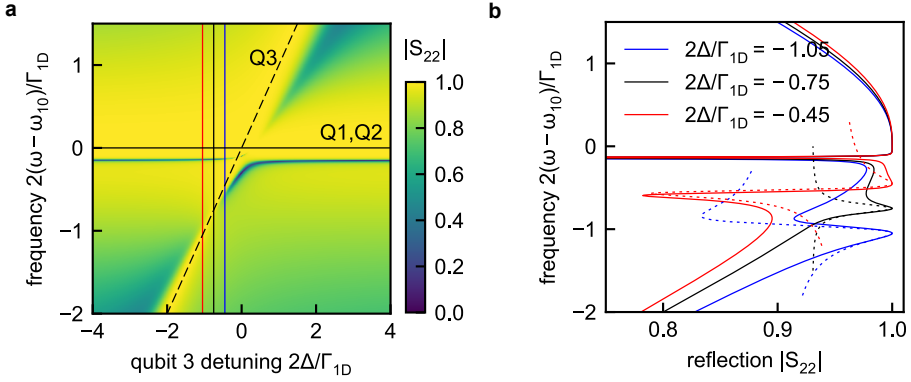 a
frequency 2(ω − ω10)/Γ1D
1
0
−1
−2
−4
−2
0
2
4
qubit 3 detuning 2Δ/Γ1D
Q3
Q1,Q2
|S22|
1.0
0.8
0.6
0.4
0.2
0.0
b
frequency 2(ω − ω10)/Γ1D
1
0
−1
−2
0.8
0.9
1.0
reflection |S22|
2Δ/Γ1D = −1.05
2Δ/Γ1D = −0.75
2Δ/Γ1D = −0.45